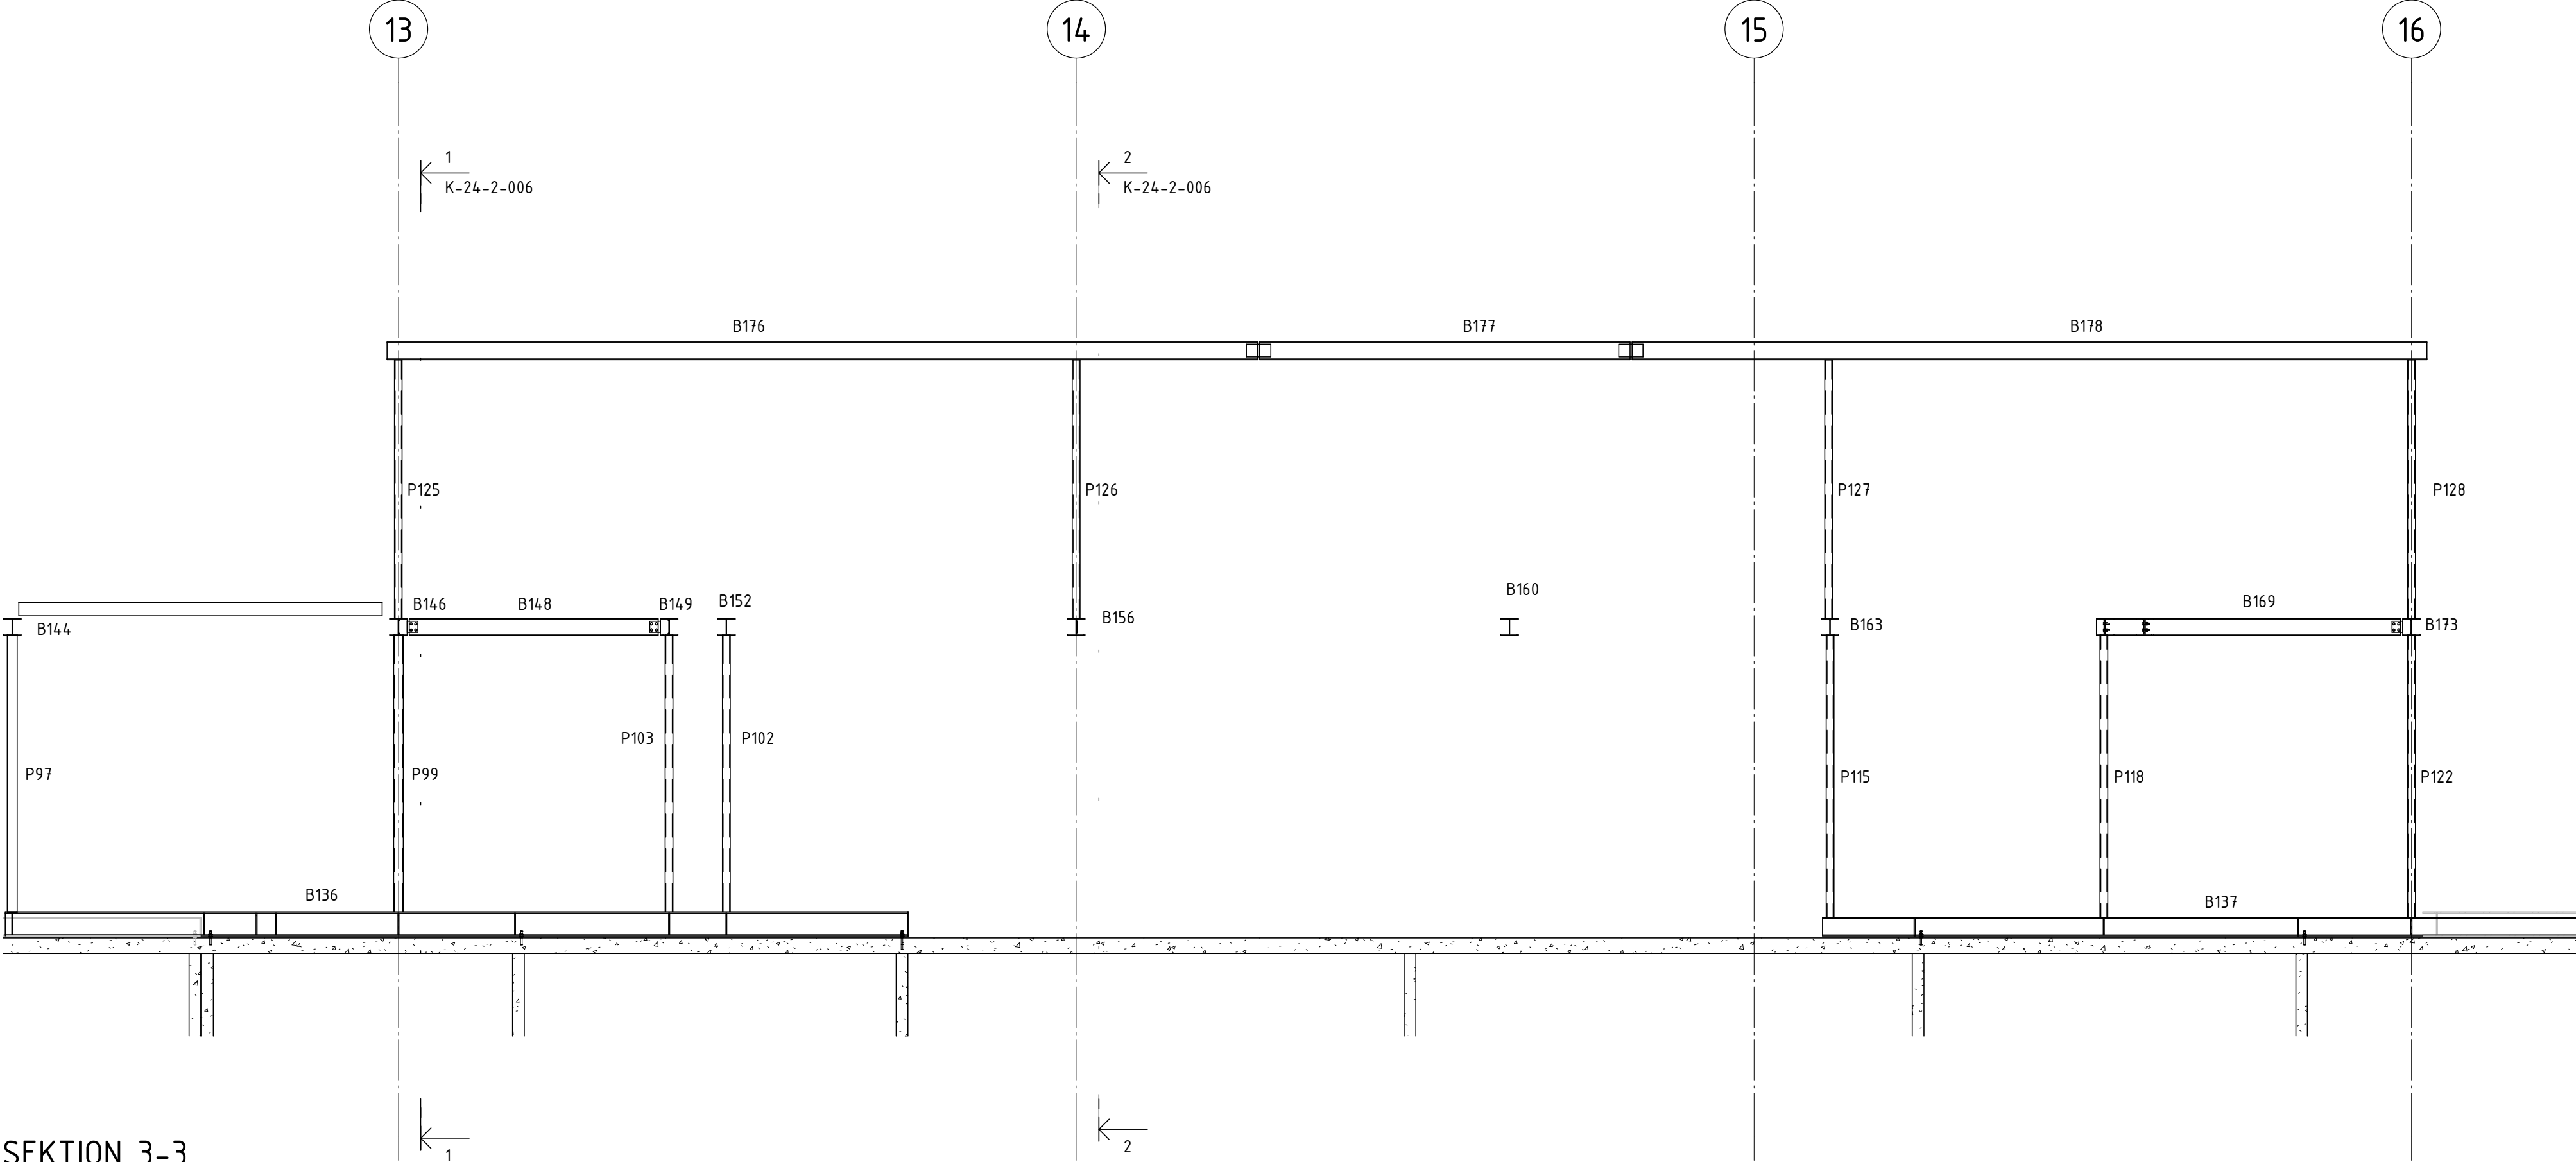 13
14
15
16
1
K-24-2-006
2
K-24-2-006
B176
B177
B178
P125
P126
P127
P128
B160
B169
B146
B148
B149
B152
B144
B156
B163
B173
P103
P102
P97
P99
P115
P118
P122
B136
B137
SEKTION 3-3
1
2